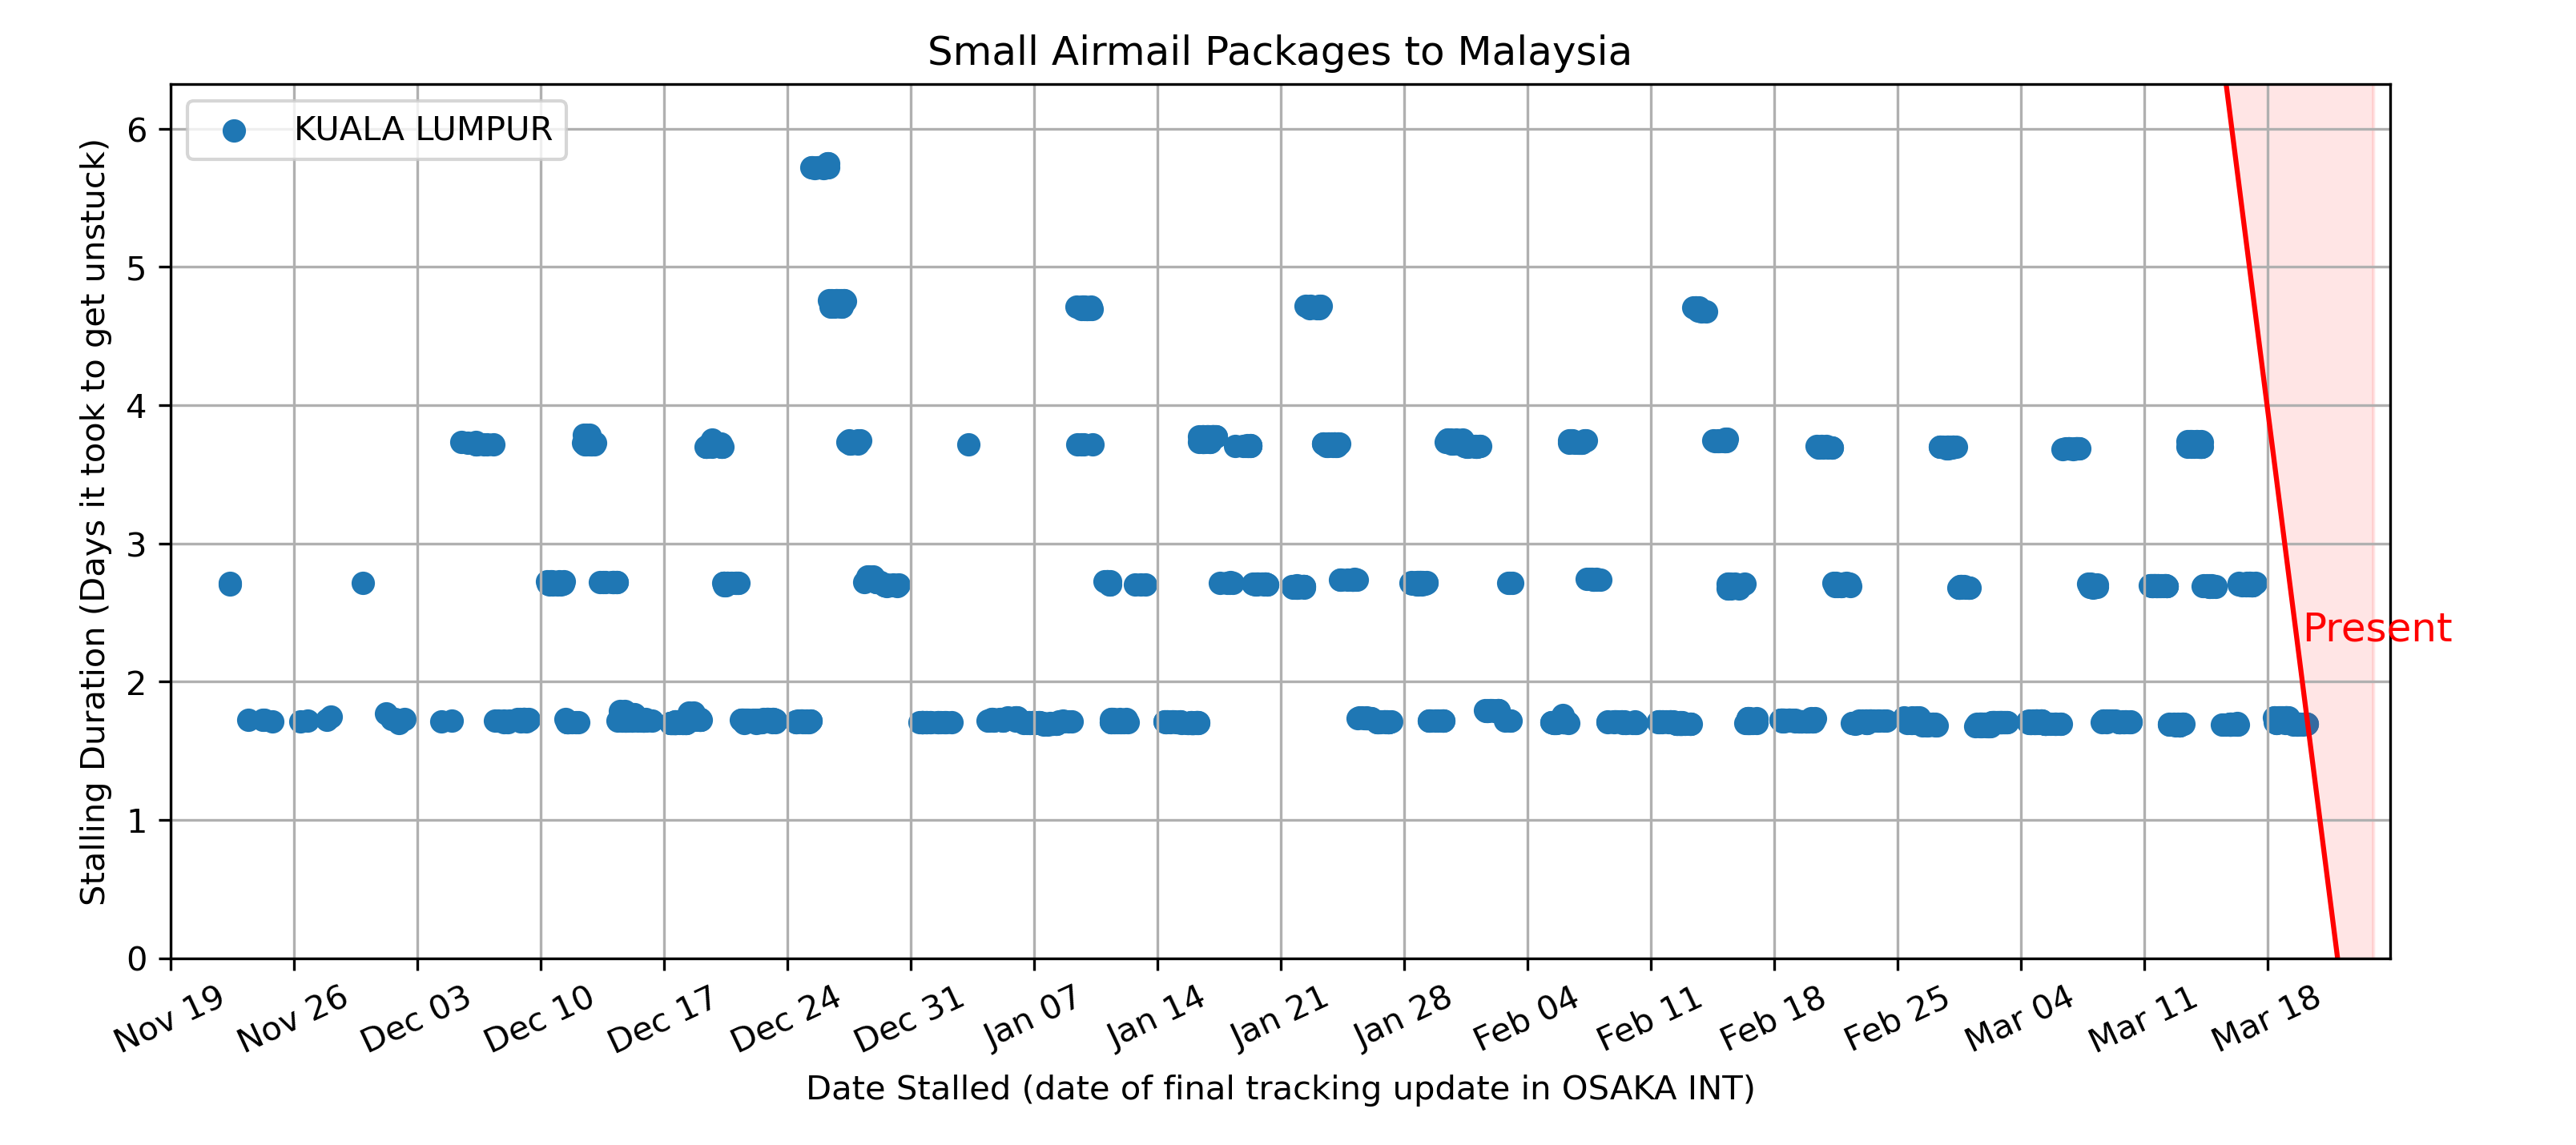 Small Airmail Packages to Malaysia
KUALA LUMPUR
Stalling Duration (Days it took to get unstuck)
6
5
4
3
2
1
0
Present
Nov 19
Nov 26
Dec 03
Dec 10
Dec 17
Dec 24
Dec 31
Jan 07
Jan 14
Jan 21
Jan 28
Feb 04
Feb 11
Feb 18
Feb 25
Mar 04
Mar 11
Mar 18
Date Stalled (date of final tracking update in OSAKA INT)